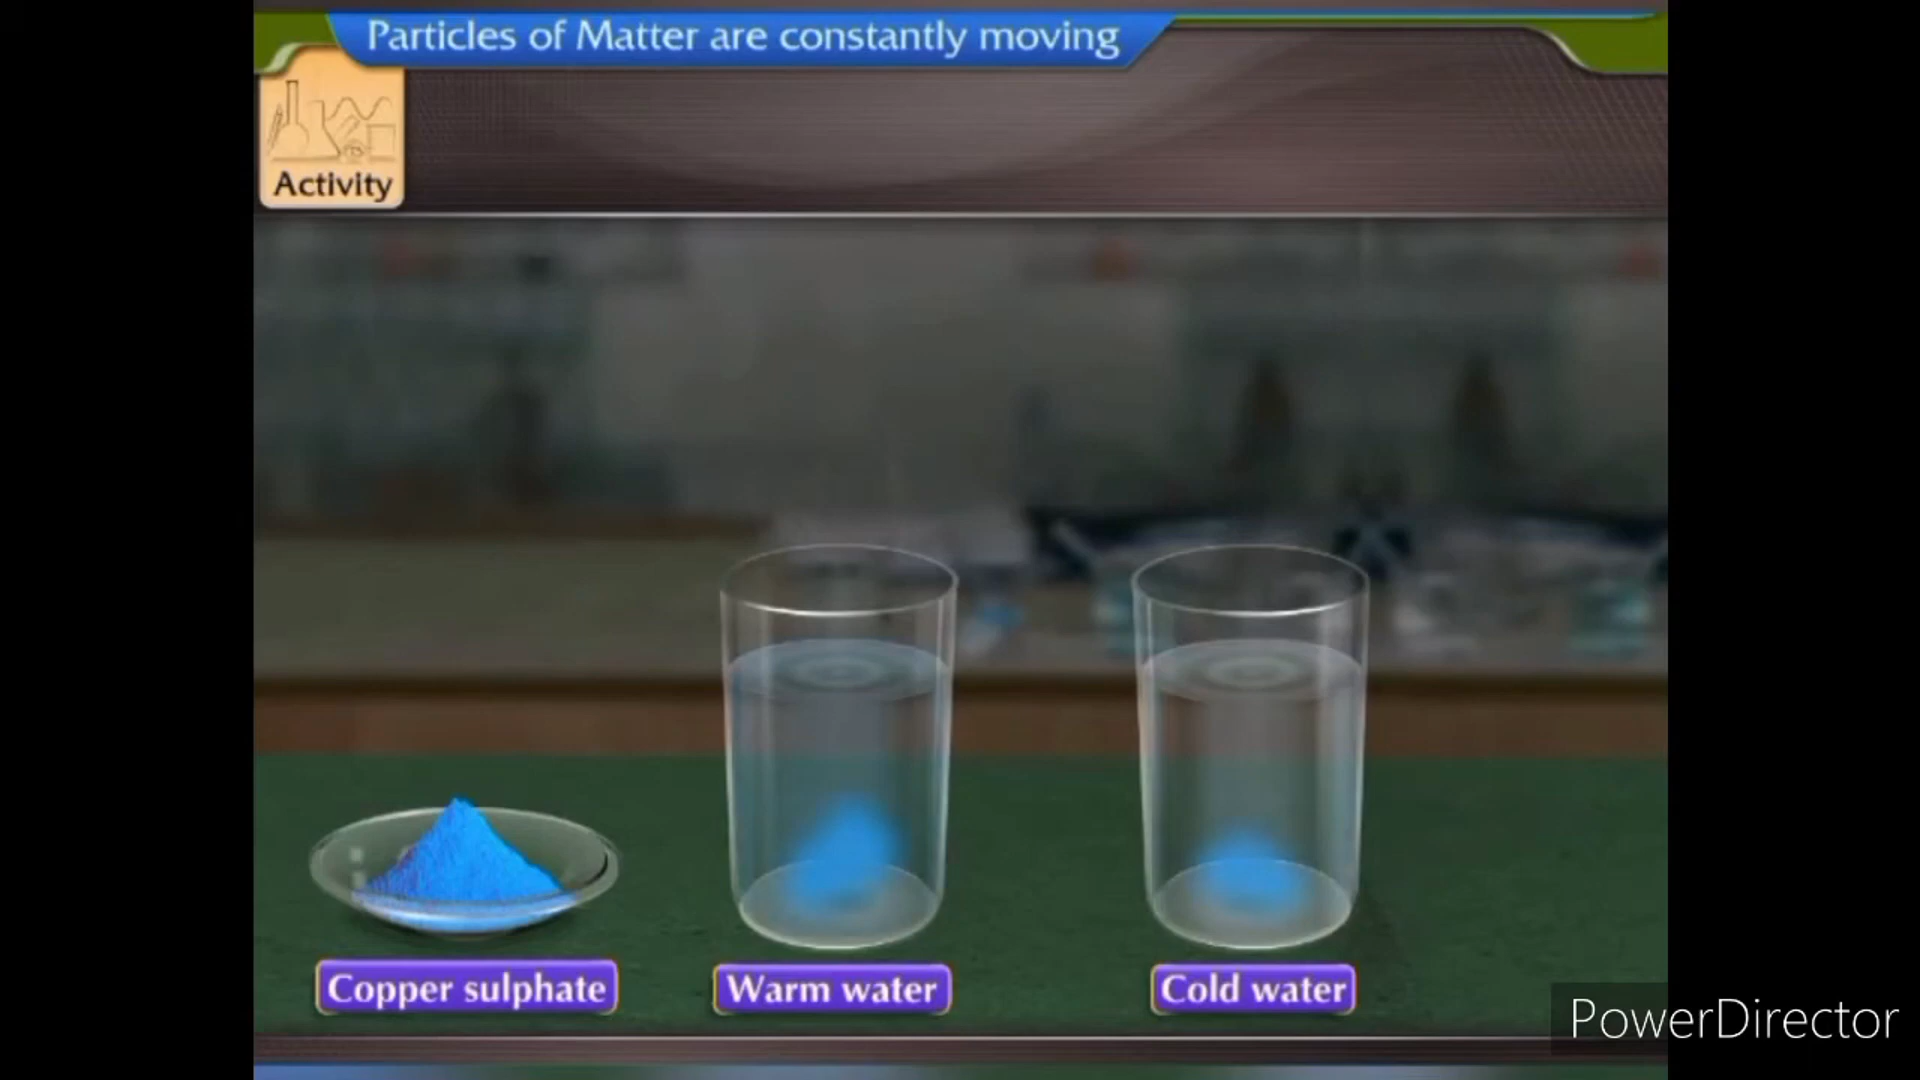 Particles of Matter are constantly moving
Activity
Copper sulphate
Warm water
Cold water
PowerDirector